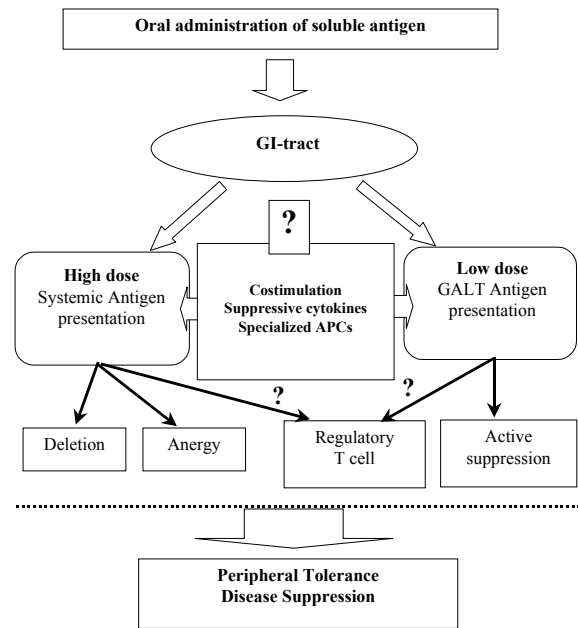 Oral administration of soluble antigen
GI-tract
?
High dose
Systemic Antigen
presentation
Costimulation
Suppressive cytokines
Specialized APCs
Low dose
GALT Antigen
presentation
?
?
Deletion
Anergy
Regulatory
T cell
Active
suppression
Peripheral Tolerance
Disease Suppression